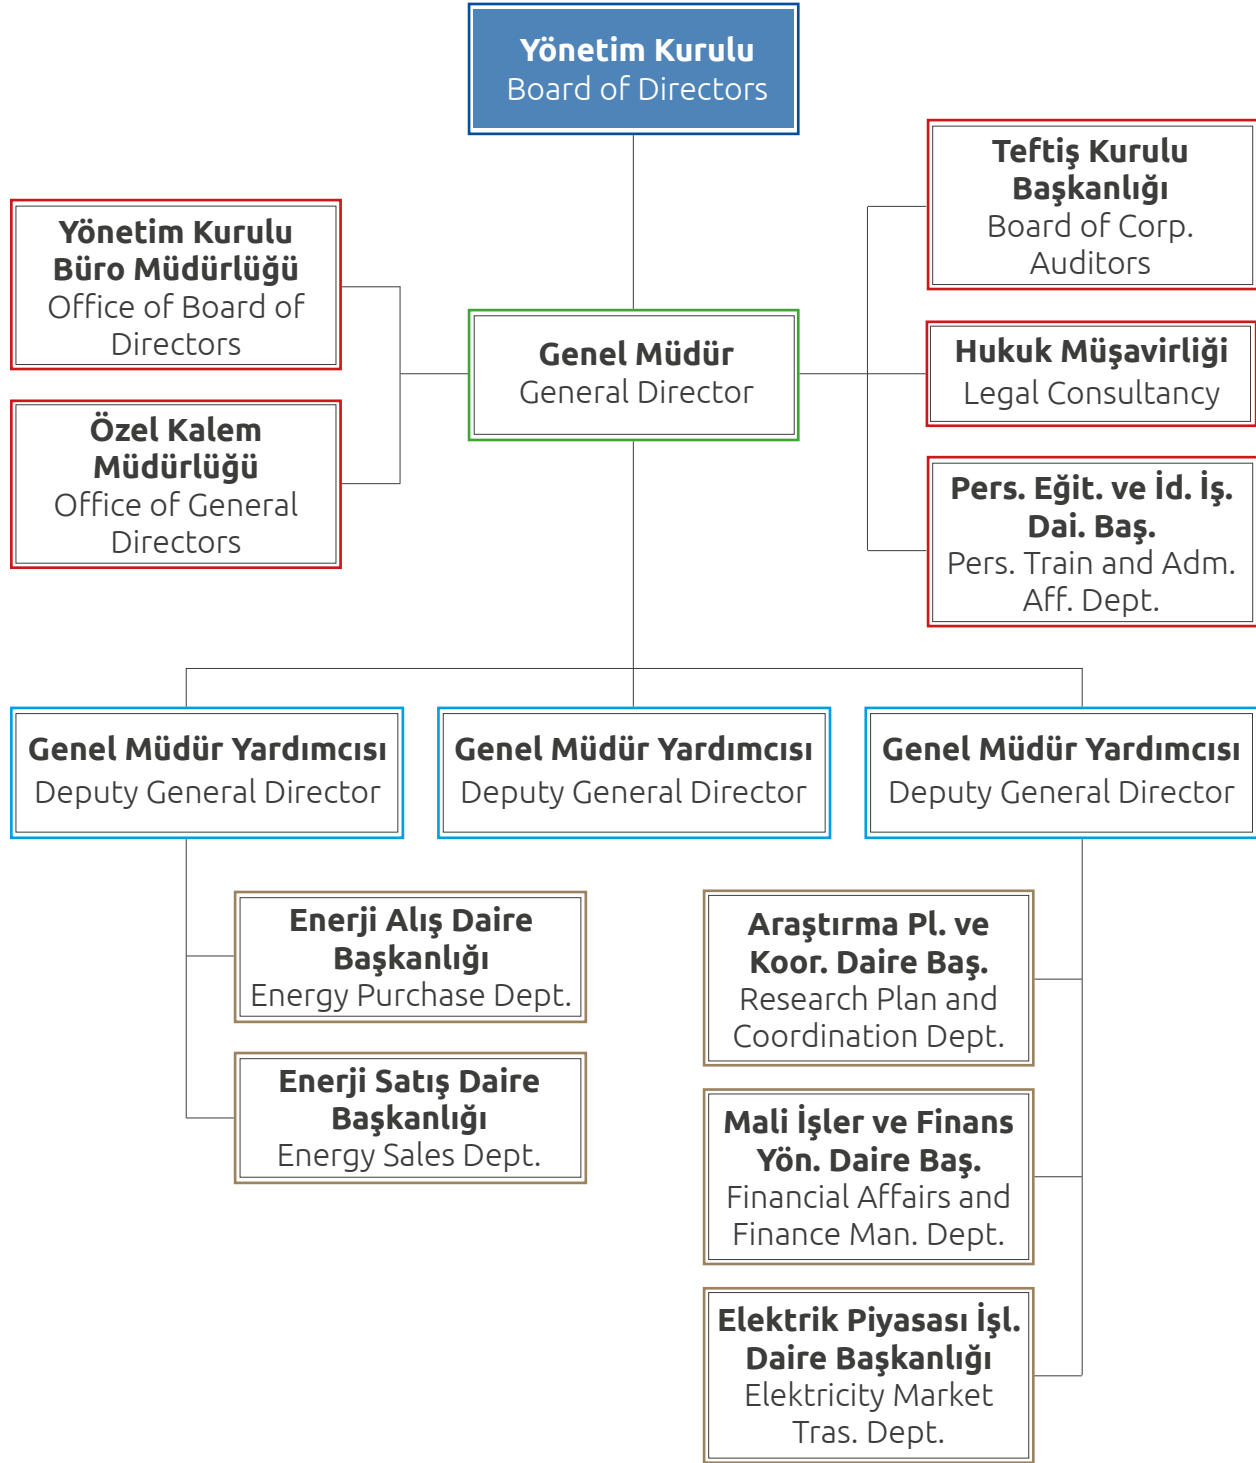 Yönetim Kurulu
Board of Directors
Teftiş Kurulu
Başkanlığı
Board of Corp.
Auditors
Yönetim Kurulu
Büro Müdürlüğü
Office of Board of
Directors
Genel Müdür
General Director
Hukuk Müşavirliği
Legal Consultancy
Özel Kalem
Müdürlüğü
Office of General
Directors
Pers. Eğit. ve İd. İş.
Dai. Baş.
Pers. Train and Adm.
Aff. Dept.
Genel Müdür Yardımcısı
Deputy General Director
Genel Müdür Yardımcısı
Deputy General Director
Genel Müdür Yardımcısı
Deputy General Director
Enerji Alış Daire
Başkanlığı
Energy Purchase Dept.
Enerji Satış Daire
Başkanlığı
Energy Sales Dept.
Araştırma Pl. ve
Koor. Daire Baş.
Research Plan and
Coordination Dept.
Mali İşler ve Finans
Yön. Daire Baş.
Financial Affairs and
Finance Man. Dept.
Elektrik Piyasası İşl.
Daire Başkanlığı
Elektricity Market
Tras. Dept.